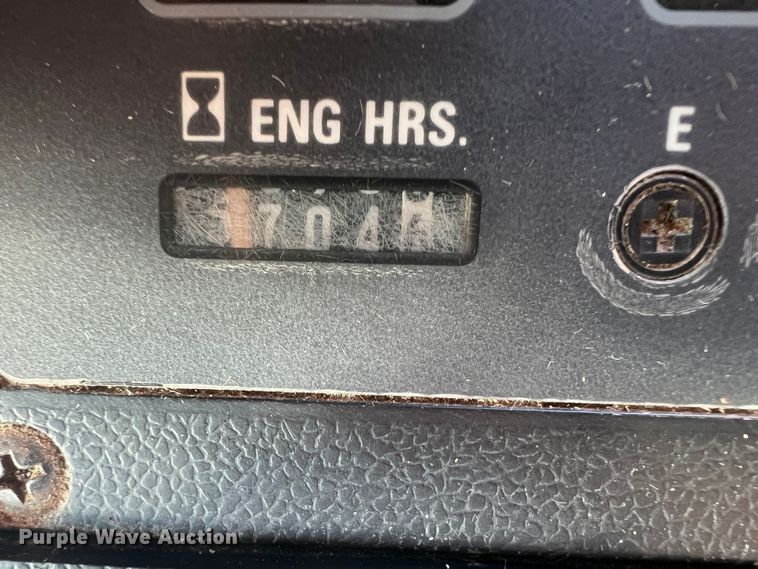 ENG HRS.
E
704
Purple Wave Auction